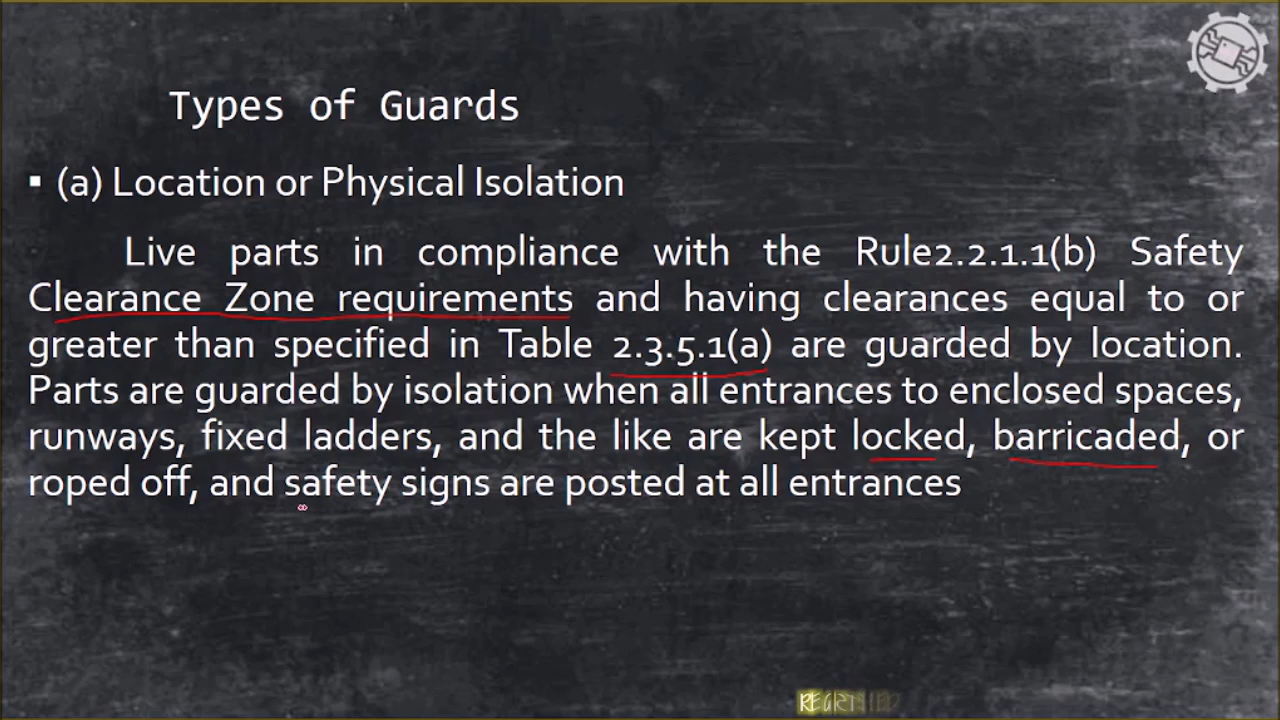 Types of Guards
▪ (a) Location or Physical Isolation
Live parts in compliance with the Rule2.2.1.1(b) Safety
Clearance Zone requirements and having clearances equal to or
greater than specified in Table 2.3.5.1(a) are guarded by location.
Parts are guarded by isolation when all entrances to enclosed spaces,
runways, fixed ladders, and the like are kept locked, barricaded, or
roped off, and safety signs are posted at all entrances